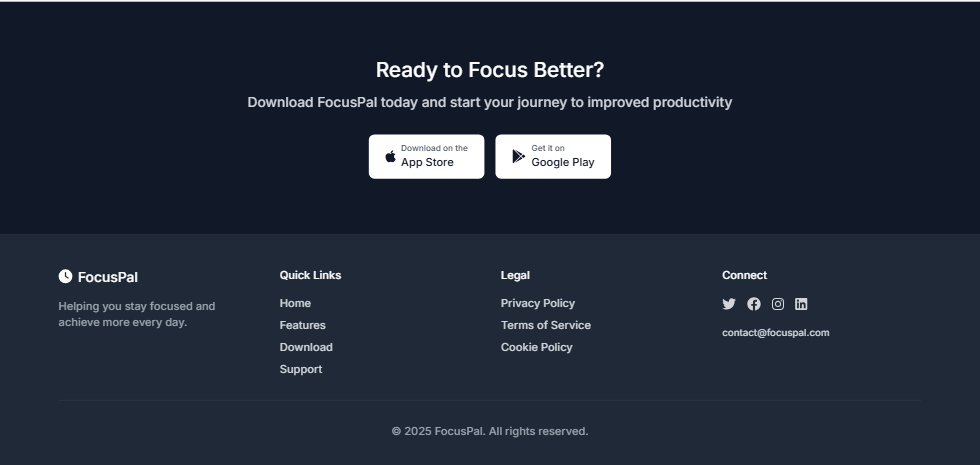 Ready to Focus Better?
Download FocusPal today and start your journey to improved productivity
Download on the
App Store
Get it on
Google Play
FocusPal
Helping you stay focused and
achieve more every day.
Quick Links
Home
Features
Download
Support
Legal
Privacy Policy
Terms of Service
Cookie Policy
Connect
contact@focuspal.com
© 2025 FocusPal. All rights reserved.